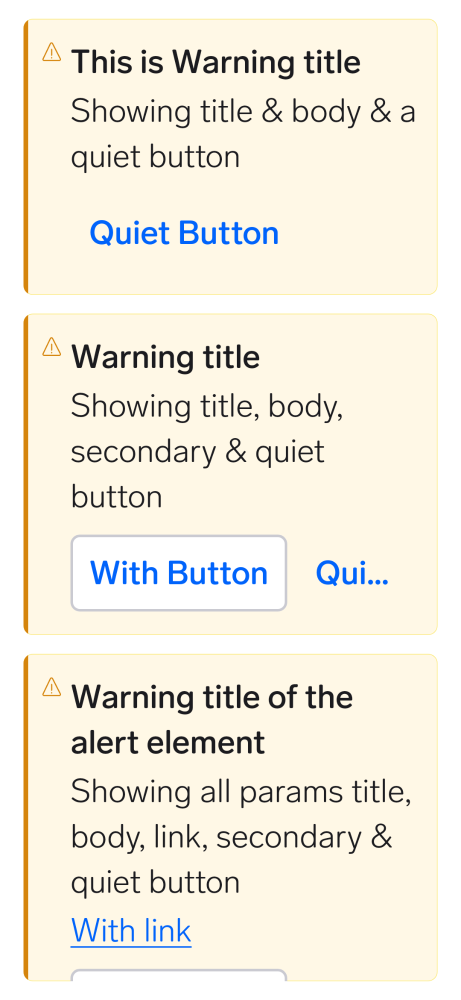 This is Warning title
Showing title & body & a
quiet button
Quiet Button
Warning title
Showing title, body,
secondary & quiet
button
With Button Qui...
Warning title of the
alert element
Showing all params title,
body, link, secondary &
quiet button
With link